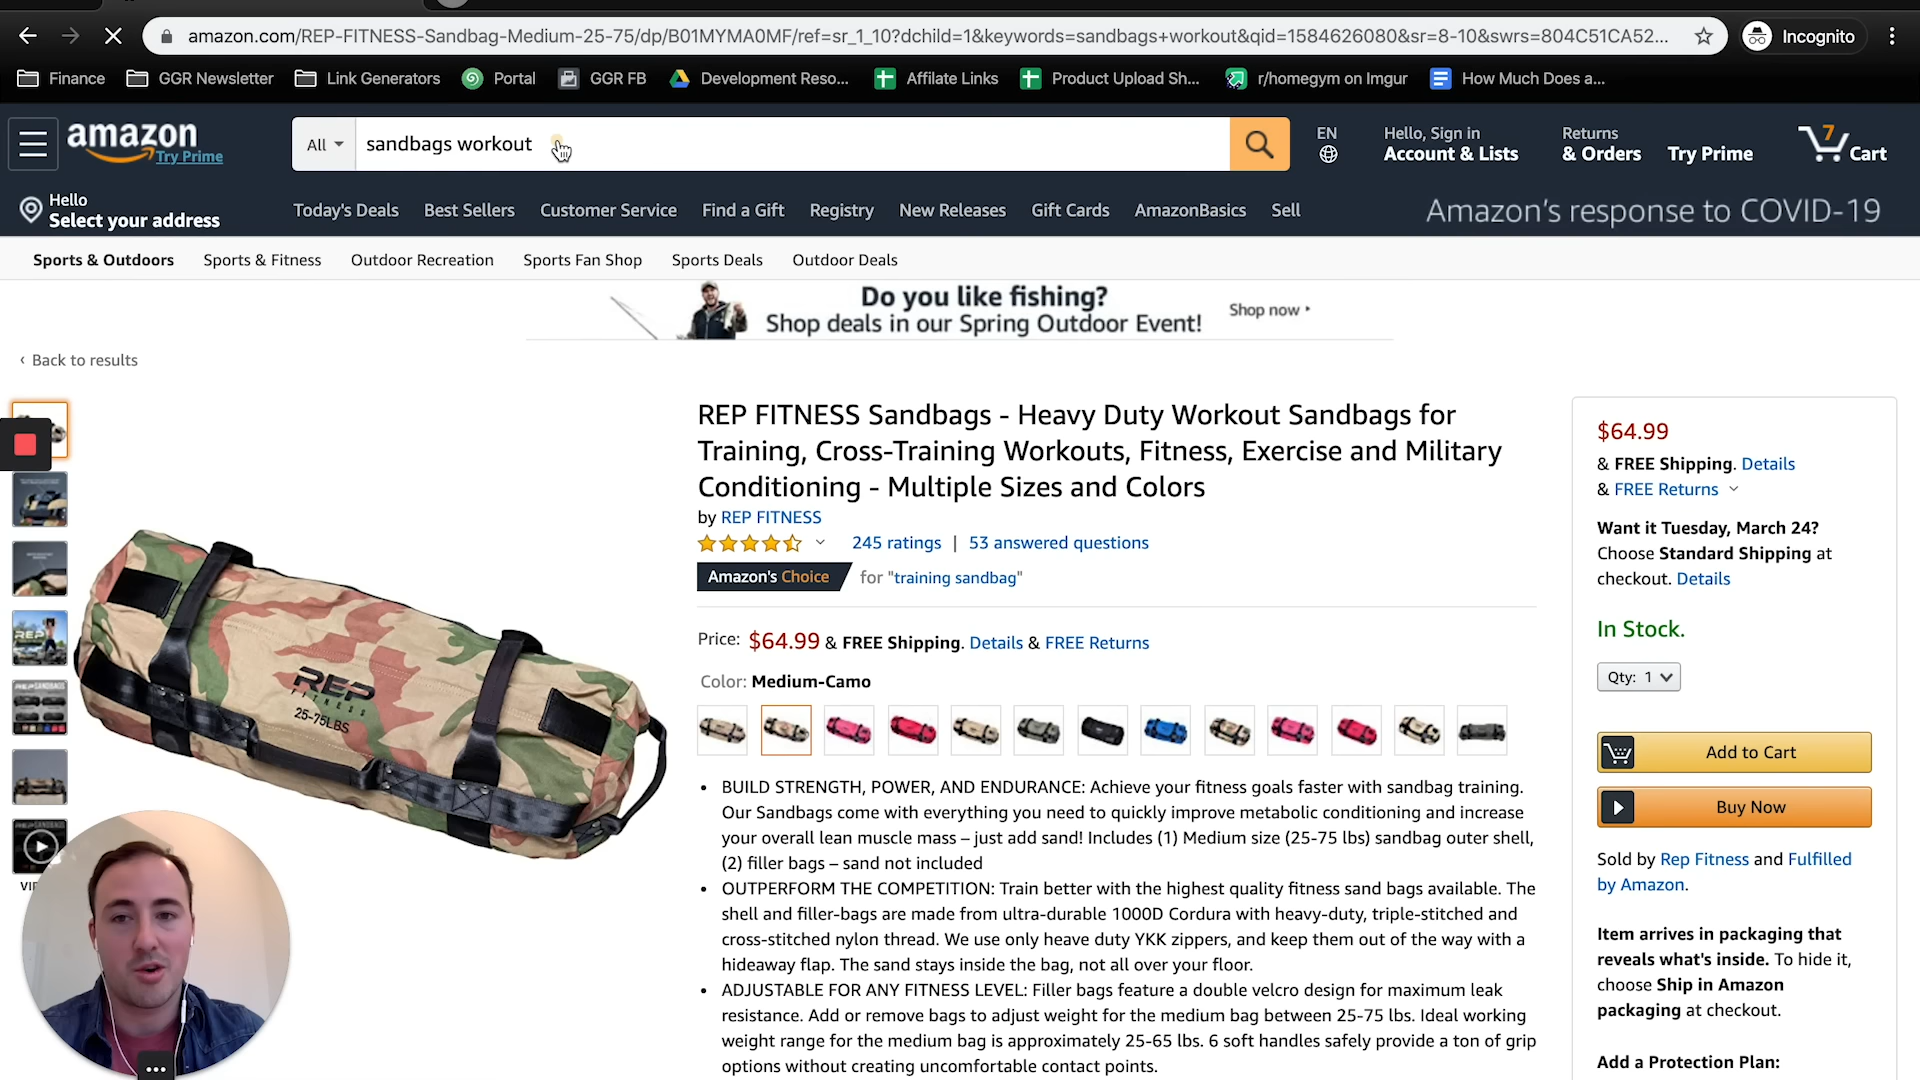 amazon.com/REP-FITNESS-Sandbag-Medium-25-75/dp/B01MYMA0MF/ref=sr_1_10?dchild=1&keywords=sandbags+workout&qid=1584626080&sr=8-10&swrs=804C51CA52...
Incognito
Finance
GGR Newsletter
Link Generators
Portal
GGR FB
Development Reso...
Affilate Links
Product Upload Sh...
r/homegym on Imgur
How Much Does a...
amazon
Try Prime
All
sandbags workout
EN
Hello, Sign in
Account & Lists
Returns
& Orders
Try Prime
7
Cart
Hello
Select your address
Today's Deals
Best Sellers
Customer Service
Find a Gift
Registry
New Releases
Gift Cards
AmazonBasics
Sell
Amazon's response to COVID-19
Sports & Outdoors
Sports & Fitness
Outdoor Recreation
Sports Fan Shop
Sports Deals
Outdoor Deals
Do you like fishing?
Shop deals in our Spring Outdoor Event!
Shop now
‹ Back to results
REP
FITNESS
25-75LBS
REP FITNESS Sandbags - Heavy Duty Workout Sandbags for
Training, Cross-Training Workouts, Fitness, Exercise and Military
Conditioning - Multiple Sizes and Colors
by REP FITNESS
245 ratings | 53 answered questions
Amazon's Choice for "training sandbag"
Price: $64.99 & FREE Shipping. Details & FREE Returns
Color: Medium-Camo
• BUILD STRENGTH, POWER, AND ENDURANCE: Achieve your fitness goals faster with sandbag training.
Our Sandbags come with everything you need to quickly improve metabolic conditioning and increase
your overall lean muscle mass – just add sand! Includes (1) Medium size (25-75 lbs) sandbag outer shell,
(2) filler bags – sand not included
• OUTPERFORM THE COMPETITION: Train better with the highest quality fitness sand bags available. The
shell and filler-bags are made from ultra-durable 1000D Cordura with heavy-duty, triple-stitched and
cross-stitched nylon thread. We use only heave duty YKK zippers, and keep them out of the way with a
hideaway flap. The sand stays inside the bag, not all over your floor.
• ADJUSTABLE FOR ANY FITNESS LEVEL: Filler bags feature a double velcro design for maximum leak
resistance. Add or remove bags to adjust weight for the medium bag between 25-75 lbs. Ideal working
weight range for the medium bag is approximately 25-65 lbs. 6 soft handles safely provide a ton of grip
options without creating uncomfortable contact points.
$64.99
& FREE Shipping. Details
& FREE Returns
Want it Tuesday, March 24?
Choose Standard Shipping at
checkout. Details
In Stock.
Qty: 1
Add to Cart
Buy Now
Sold by Rep Fitness and Fulfilled
by Amazon.
Item arrives in packaging that
reveals what's inside. To hide it,
choose Ship in Amazon
packaging at checkout.
Add a Protection Plan: